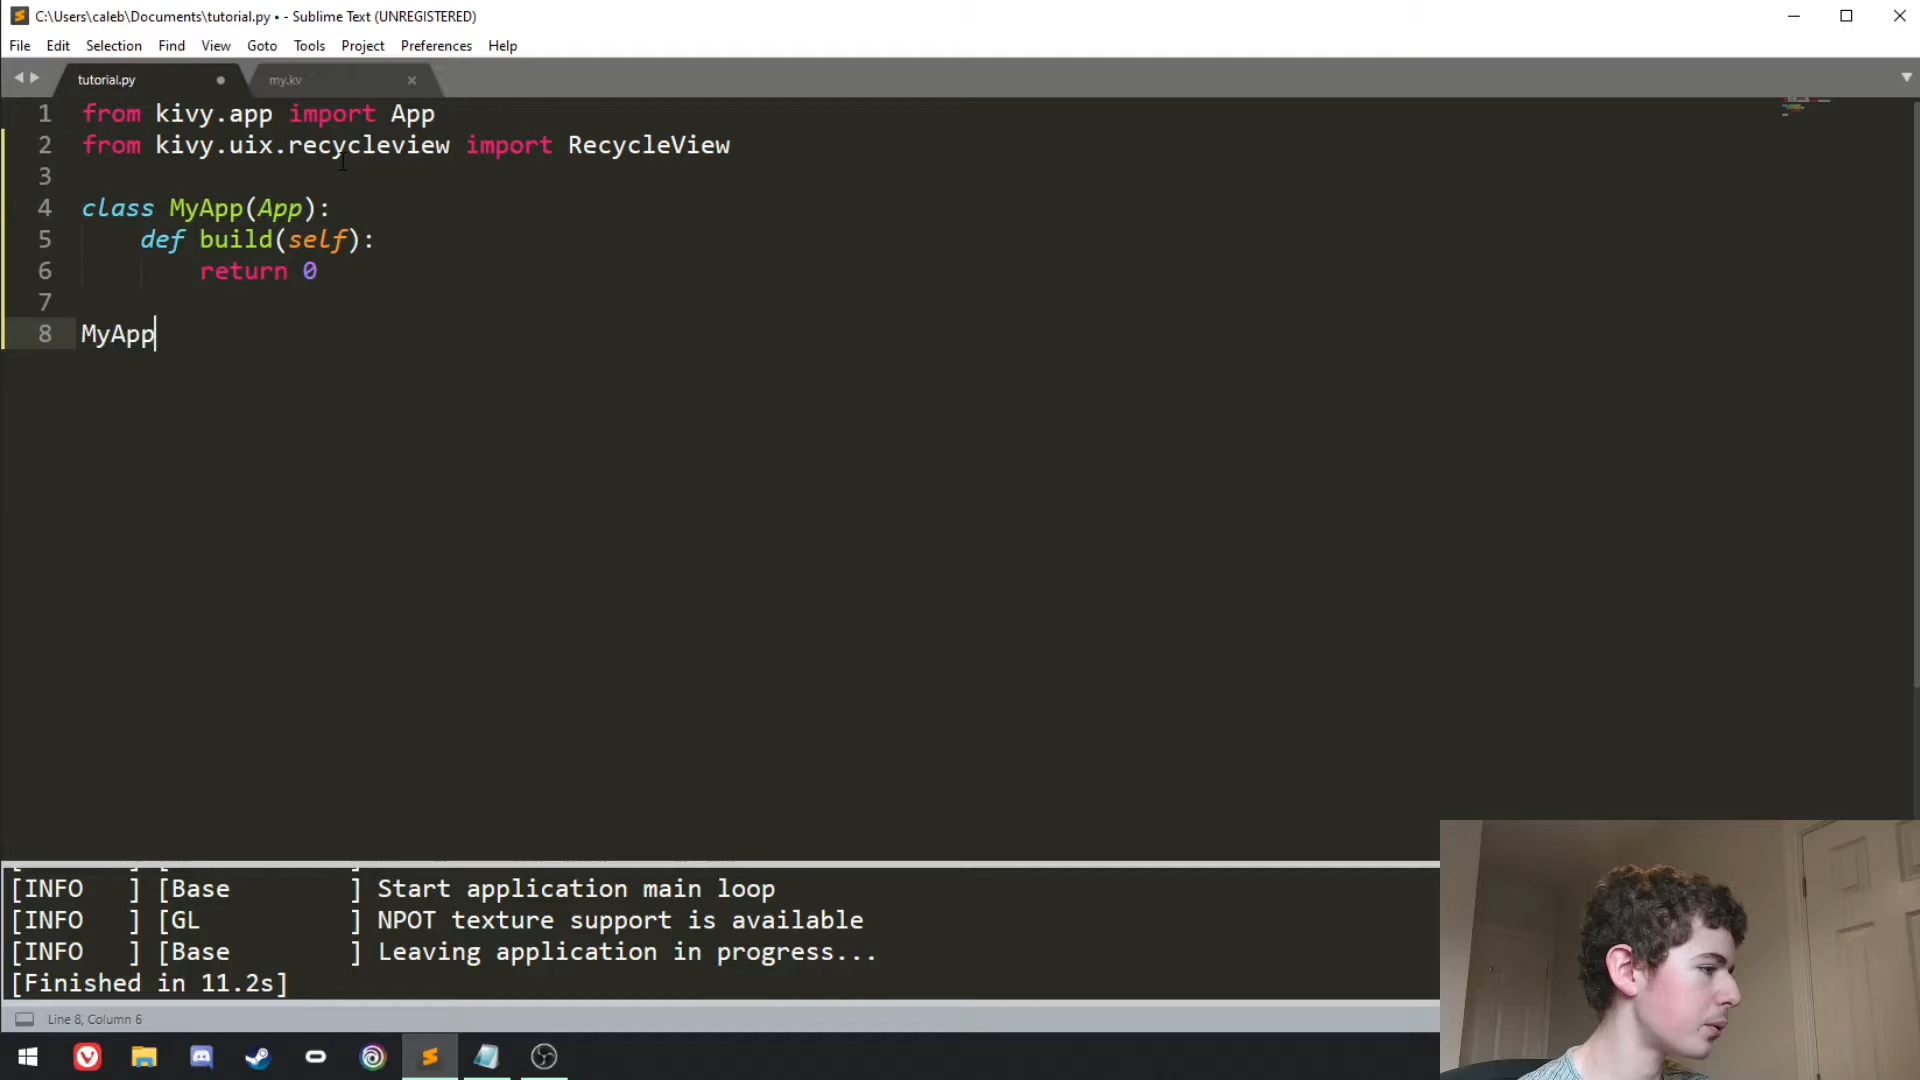 C:\Users\caleb\Documents\tutorial.py • - Sublime Text (UNREGISTERED)
File Edit Selection Find View Goto Tools Project Preferences Help
tutorial.py my.kv
1 from kivy.app import App
2 from kivy.uix.recycleview import RecycleView
3
4 class MyApp(App):
5 def build(self):
6 return 0
7
8 MyApp
[INFO ] [Base ] Start application main loop
[INFO ] [GL ] NPOT texture support is available
[INFO ] [Base ] Leaving application in progress...
[Finished in 11.2s]
Line 8, Column 6